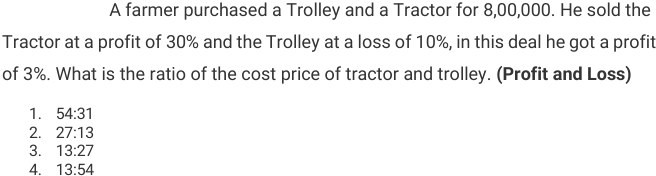 A farmer purchased a Trolley and a Tractor for 8,00,000. He sold the
Tractor at a profit of 30% and the Trolley at a loss of 10%, in this deal he got a profit
of 3%. What is the ratio of the cost price of tractor and trolley. (Profit and Loss)
1. 54:31
2. 27:13
3. 13:27
4. 13:54